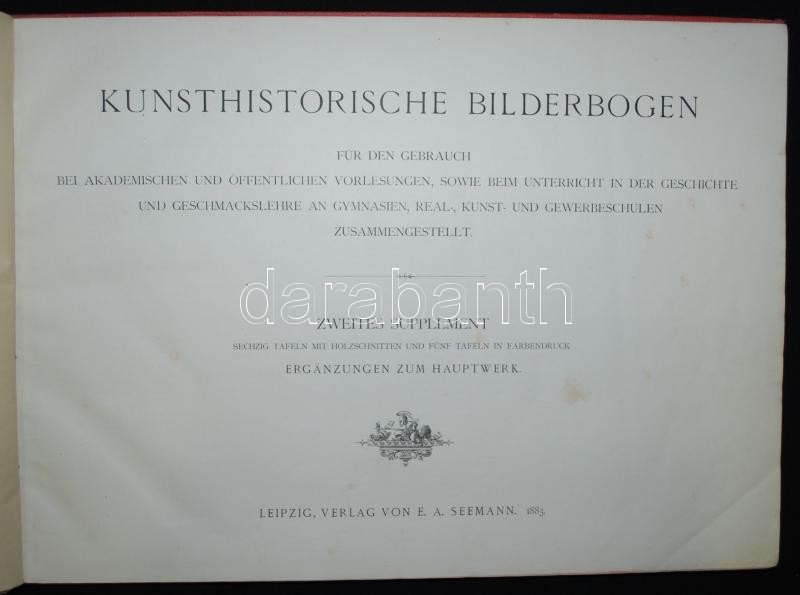 KUNSTHISTORISCHE BILDERBOGEN
FÜR DEN GEBRAUCH
BEI AKADEMISCHEN UND ÖFFENTLICHEN VORLESUNGEN, SOWIE BEIM UNTERRICHT IN DER GESCHICHTE
UND GESCHMACKSLEHRE AN GYMNASIEN, REAL-, KUNST- UND GEWERBESCHULEN
ZUSAMMENGESTELLT.
darabanth
ZWEITES SUPPLEMENT
SECHZIG TAFELN MIT HOLZSCHNITTEN UND FÜNF TAFELN IN FARBENDRUCK
ERGÄNZUNGEN ZUM HAUPTWERK.
LEIPZIG, VERLAG VON E. A. SEEMANN. 1883.